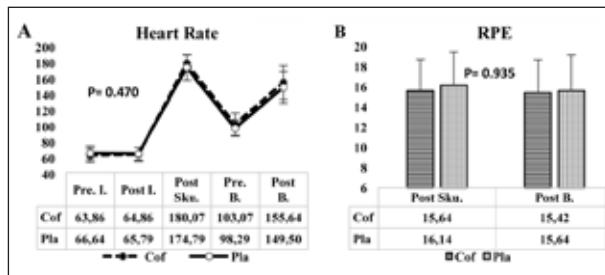 A Heart Rate
200
180
160
140
120
100
80
60
40
P= 0.470
Pre. I. Post I. Post Sku. Pre. B. Post B.
Cof 63,86 64,86 180,07 103,07 155,64
Pla 66,64 65,79 174,79 98,29 149,50
Cof Pla
B RPE
20
18
16
14
12
10
8
6
P= 0.935
Post Sku. Post B.
Cof 15,64 15,42
Pla 16,14 15,64
Cof Pla